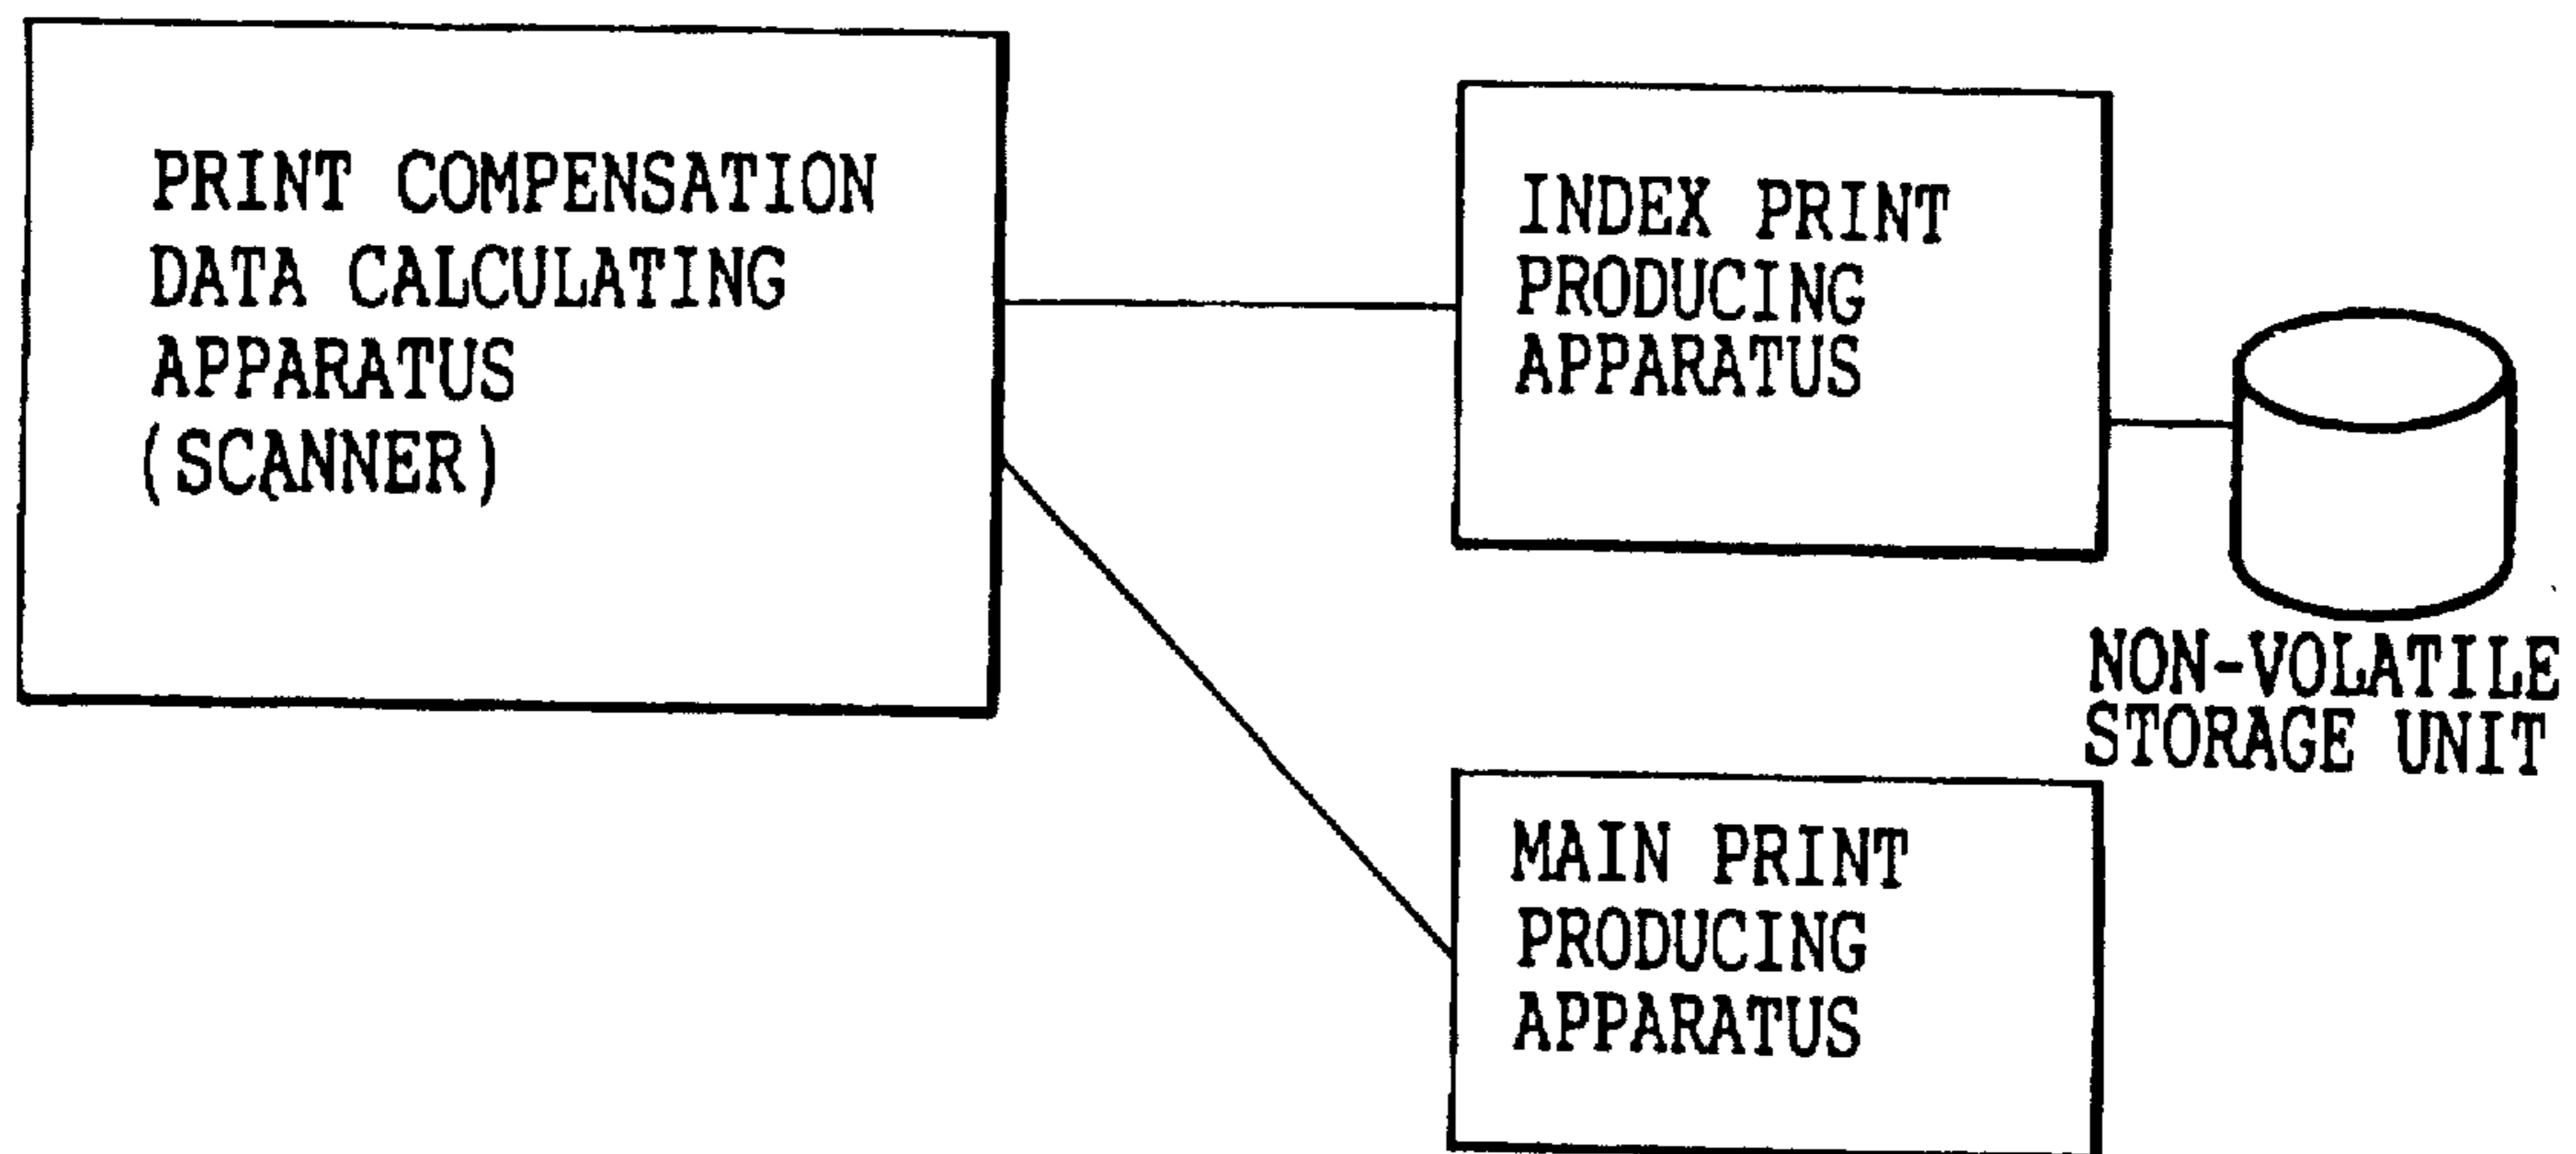 PRINT COMPENSATION
DATA CALCULATING
APPARATUS
(SCANNER)
INDEX PRINT
PRODUCING
APPARATUS
NON-VOLATILE
STORAGE UNIT
MAIN PRINT
PRODUCING
APPARATUS